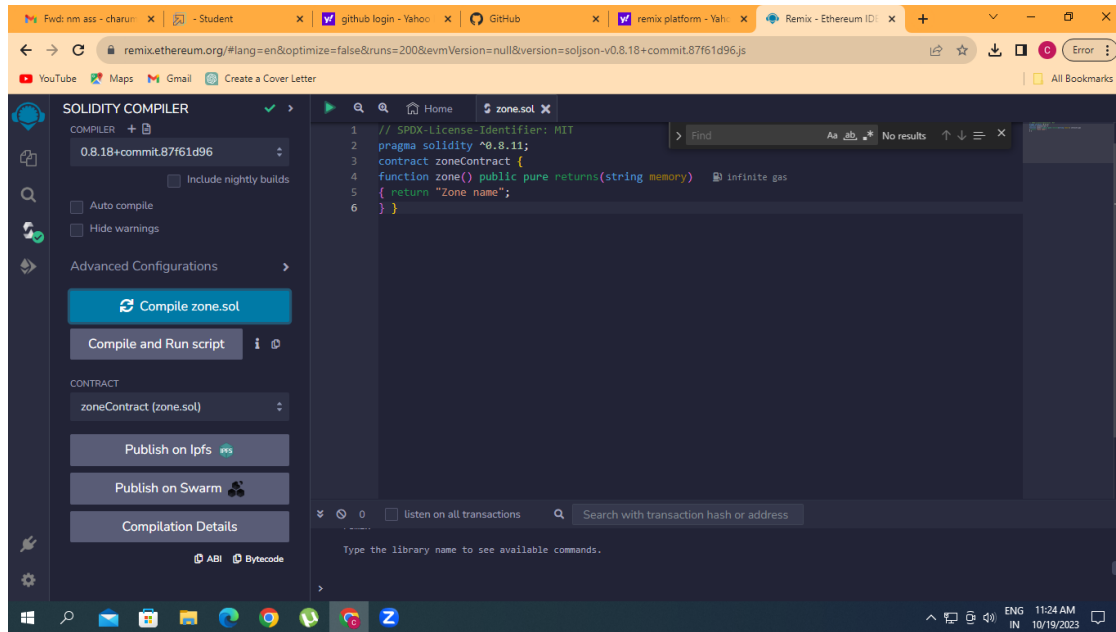 Fwd: nm ass - charum
- Student
github login - Yahoo
GitHub
remix platform - Yaho
Remix - Ethereum IDE
remix.ethereum.org/#lang=en&optimize=false&runs=200&evmVersion=null&version=soljson-v0.8.18+commit.87f61d96.js
C
Error
YouTube
Maps
Gmail
Create a Cover Letter
All Bookmarks
SOLIDITY COMPILER
COMPILER
0.8.18+commit.87f61d96
Include nightly builds
Auto compile
Hide warnings
Advanced Configurations
Compile zone.sol
Compile and Run script
i
CONTRACT
zoneContract (zone.sol)
Publish on Ipfs
IPFS
Publish on Swarm
Compilation Details
ABI Bytecode
Home
zone.sol
Find
Aa ab .* No results
1 // SPDX-License-Identifier: MIT
2 pragma solidity ^0.8.11;
3 contract zoneContract {
4 function zone() public pure returns(string memory) infinite gas
5 { return "Zone name";
6 } }
0
listen on all transactions
Search with transaction hash or address
Type the library name to see available commands.
>
ENG 11:24 AM
IN 10/19/2023